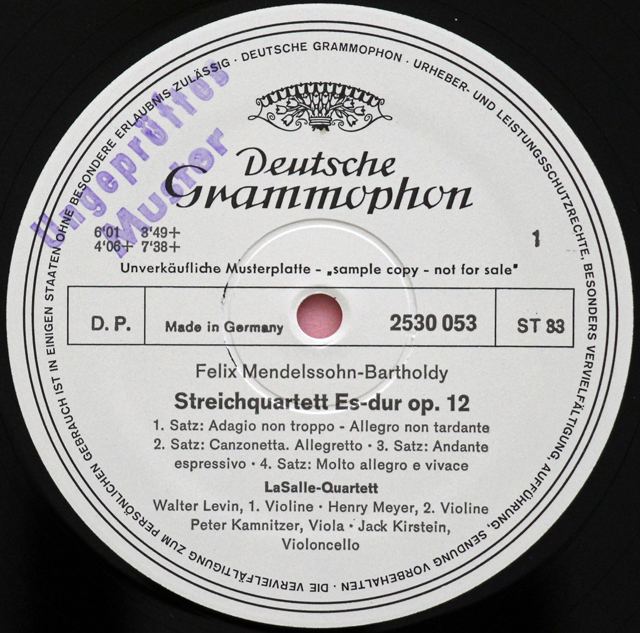 URHEBER- UND LEISTUNGSSCHUTZRECHTE, BESONDERS VERVIELFÄLTIGUNG, AUFFÜHRUNG, SENDUNG VORBEHALTEN · DIE VERVIELFÄLTIGUNG ZUM PERSÖNLICHEN GEBRAUCH IST IN EINIGEN STAATEN OHNE BESONDERE ERLAUBNIS ZULÄSSIG · DEUTSCHE GRAMMOPHON ·
Ungeprüftes
Muster
Deutsche
Grammophon
6'01 3'49+
4'06+ 7'38+
1
Unverkäufliche Musterplatte - „sample copy - not for sale"
D. P. Made in Germany 2530 053 ST 33
Felix Mendelssohn-Bartholdy
Streichquartett Es-dur op. 12
1. Satz: Adagio non troppo - Allegro non tardante
2. Satz: Canzonetta. Allegretto · 3. Satz: Andante
espressivo · 4. Satz: Molto allegro e vivace
LaSalle-Quartett
Walter Levin, 1. Violine · Henry Meyer, 2. Violine
Peter Kamnitzer, Viola · Jack Kirstein,
Violoncello